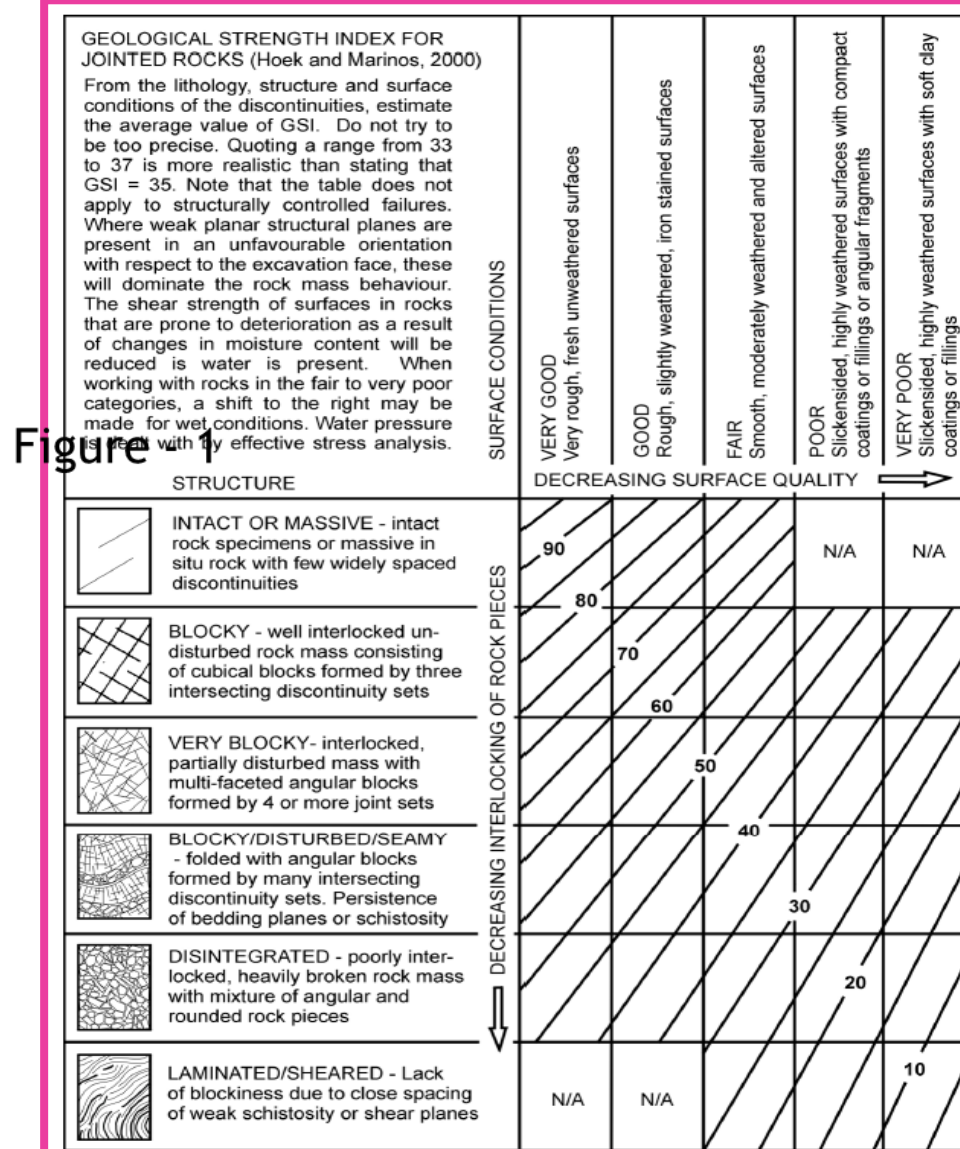 GEOLOGICAL STRENGTH INDEX FOR
JOINTED ROCKS (Hoek and Marinos, 2000)
From the lithology, structure and surface
conditions of the discontinuities, estimate
the average value of GSI. Do not try to
be too precise. Quoting a range from 33
to 37 is more realistic than stating that
GSI = 35. Note that the table does not
apply to structurally controlled failures.
Where weak planar structural planes are
present in an unfavourable orientation
with respect to the excavation face, these
will dominate the rock mass behaviour.
The shear strength of surfaces in rocks
that are prone to deterioration as a result
of changes in moisture content will be
reduced is water is present. When
working with rocks in the fair to very poor
categories, a shift to the right may be
made for wet conditions. Water pressure
is dealt with by effective stress analysis.
Figure - 1
STRUCTURE
SURFACE CONDITIONS
VERY GOOD
Very rough, fresh unweathered surfaces
GOOD
Rough, slightly weathered, iron stained surfaces
FAIR
Smooth, moderately weathered and altered surfaces
POOR
Slickensided, highly weathered surfaces with compact
coatings or fillings or angular fragments
VERY POOR
Slickensided, highly weathered surfaces with soft clay
coatings or fillings
DECREASING SURFACE QUALITY
DECREASING INTERLOCKING OF ROCK PIECES
INTACT OR MASSIVE - intact
rock specimens or massive in
situ rock with few widely spaced
discontinuities
90
N/A
N/A
80
BLOCKY - well interlocked un-
disturbed rock mass consisting
of cubical blocks formed by three
intersecting discontinuity sets
70
60
VERY BLOCKY- interlocked,
partially disturbed mass with
multi-faceted angular blocks
formed by 4 or more joint sets
50
40
BLOCKY/DISTURBED/SEAMY
- folded with angular blocks
formed by many intersecting
discontinuity sets. Persistence
of bedding planes or schistosity
30
DISINTEGRATED - poorly inter-
locked, heavily broken rock mass
with mixture of angular and
rounded rock pieces
20
LAMINATED/SHEARED - Lack
of blockiness due to close spacing
of weak schistosity or shear planes
N/A
N/A
10